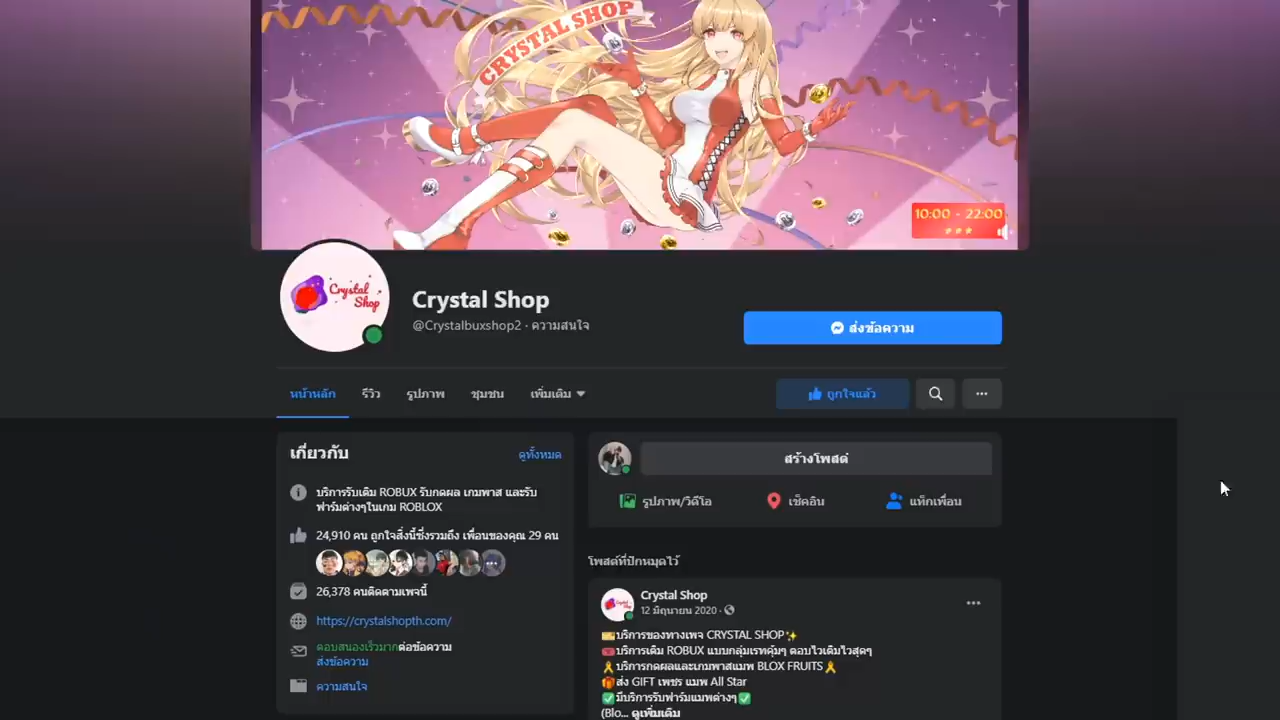 CRYSTAL SHOP
10:00 - 22:00
Crystal Shop
Crystal Shop
@Crystalbuxshop2 · ความสนใจ
ส่งข้อความ
หน้าหลัก รีวิว รูปภาพ ชุมชน เพิ่มเติม
ถูกใจแล้ว
เกี่ยวกับ
ดูทั้งหมด
บริการรับเติม ROBUX รับกดผล เกมพาส และรับ
ฟาร์มต่างๆในเกม ROBLOX
24,910 คน ถูกใจสิ่งนี้ซึ่งรวมถึง เพื่อนของคุณ 29 คน
26,378 คนติดตามเพจนี้
https://crystalshopth.com/
ตอบสนองเร็วมากต่อข้อความ
ส่งข้อความ
ความสนใจ
สร้างโพสต์
รูปภาพ/วิดีโอ เช็คอิน แท็กเพื่อน
โพสต์ที่ปักหมุดไว้
Crystal Shop
12 มิถุนายน 2020 ·
บริการของทางเพจ CRYSTAL SHOP✨
🎟️บริการเติม ROBUX แบบกลุ่มเรทคุ้มๆ ตอบไวเติมไวสุดๆ
🎗️บริการกดผลและเกมพาสแมพ BLOX FRUITS🎗️
🎁ส่ง GIFT เพชร แมพ All Star
✅มีบริการรับฟาร์มแมพต่างๆ✅
(Blo... ดูเพิ่มเติม